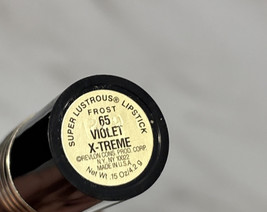 SUPER LUSTROUS® LIPSTICK
FROST
65
VIOLET
X-TREME
©REVLON CONS. PROD. CORP.
N.Y. NY 10022
MADE IN U.S.A.
Net Wt .15 Oz/4.2 g